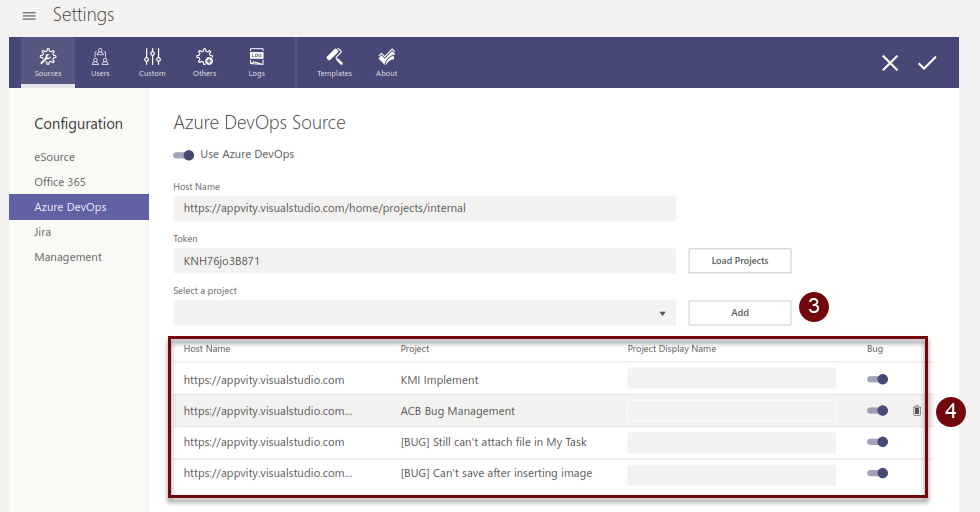 Settings
Sources Users Custom Others LOG Logs Templates About
Configuration
eSource
Office 365
Azure DevOps
Jira
Management
Azure DevOps Source
Use Azure DevOps
Host Name
https://appvity.visualstudio.com/home/projects/internal
Token
KNH76jo3B871
Load Projects
Select a project
Add
3
Host Name Project Project Display Name Bug
https://appvity.visualstudio.com KMI Implement
https://appvity.visualstudio.com... ACB Bug Management
4
https://appvity.visualstudio.com [BUG] Still can't attach file in My Task
https://appvity.visualstudio.com... [BUG] Can't save after inserting image